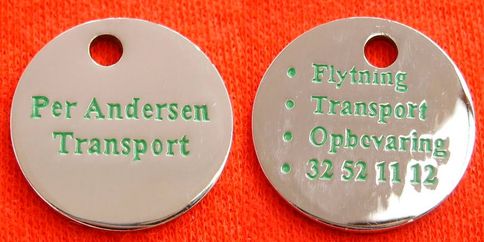 Per Andersen
Transport
• Flytning
• Transport
• Opbevaring
• 32 52 11 12